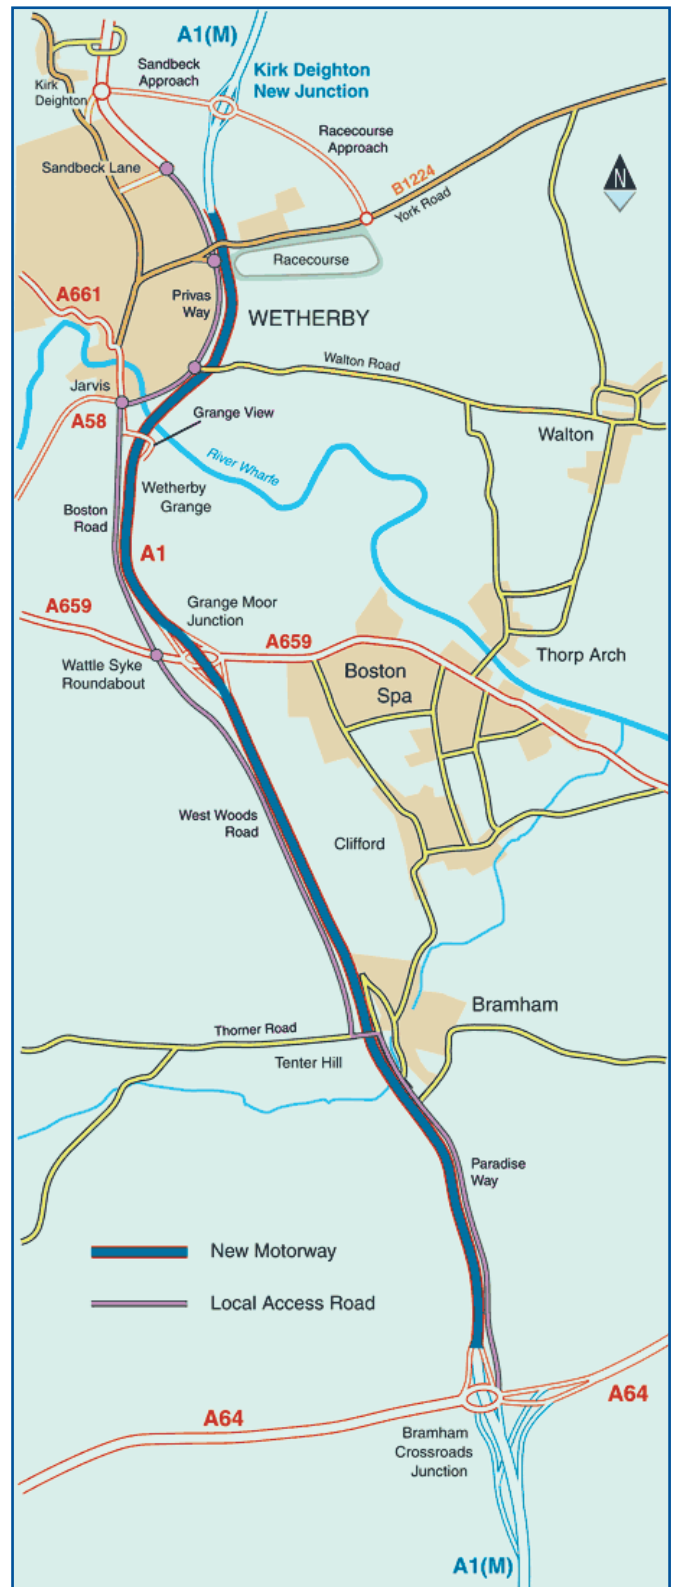 A1(M)
Sandbeck
Approach
Kirk Deighton
New Junction
Kirk
Deighton
Racecourse
Approach
Sandbeck Lane
B1224
York Road
N
Racecourse
A661
Privas
Way
WETHERBY
Walton Road
Jarvis
A58
Grange View
Walton
River Wharfe
Wetherby
Grange
Boston
Road
A1
A659
Grange Moor
Junction
A659
Wattle Syke
Roundabout
Boston
Spa
Thorp Arch
West Woods
Road
Clifford
Bramham
Thorner Road
Tenter Hill
Paradise
Way
New Motorway
Local Access Road
A64
A64
Bramham
Crossroads
Junction
A1(M)